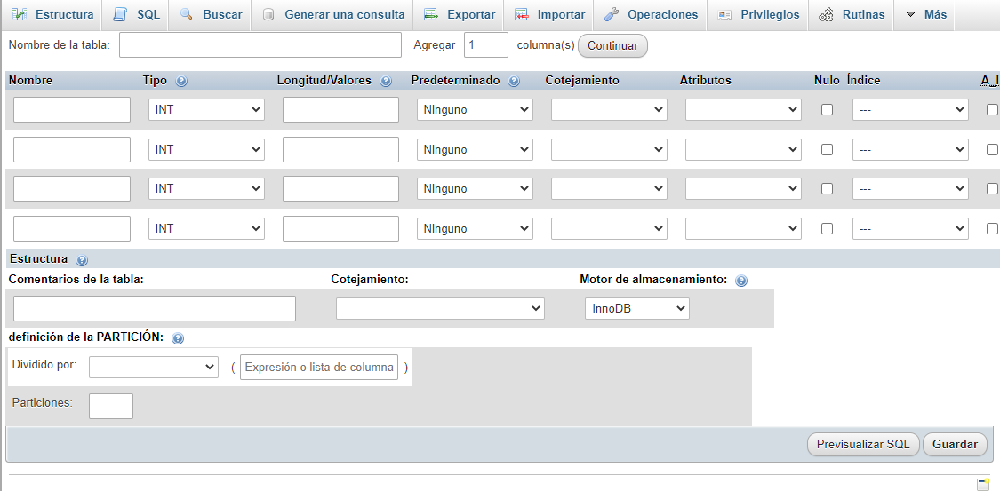 Estructura SQL Buscar Generar una consulta Exportar Importar Operaciones Privilegios Rutinas Más
Nombre de la tabla: Agregar 1 columna(s) Continuar
Nombre Tipo Longitud/Valores Predeterminado Cotejamiento Atributos Nulo Índice A_I
INT Ninguno ---
INT Ninguno ---
INT Ninguno ---
INT Ninguno ---
Estructura
Comentarios de la tabla: Cotejamiento: Motor de almacenamiento:
InnoDB
definición de la PARTICIÓN:
Dividido por: ( Expresión o lista de columna )
Particiones:
Previsualizar SQL Guardar